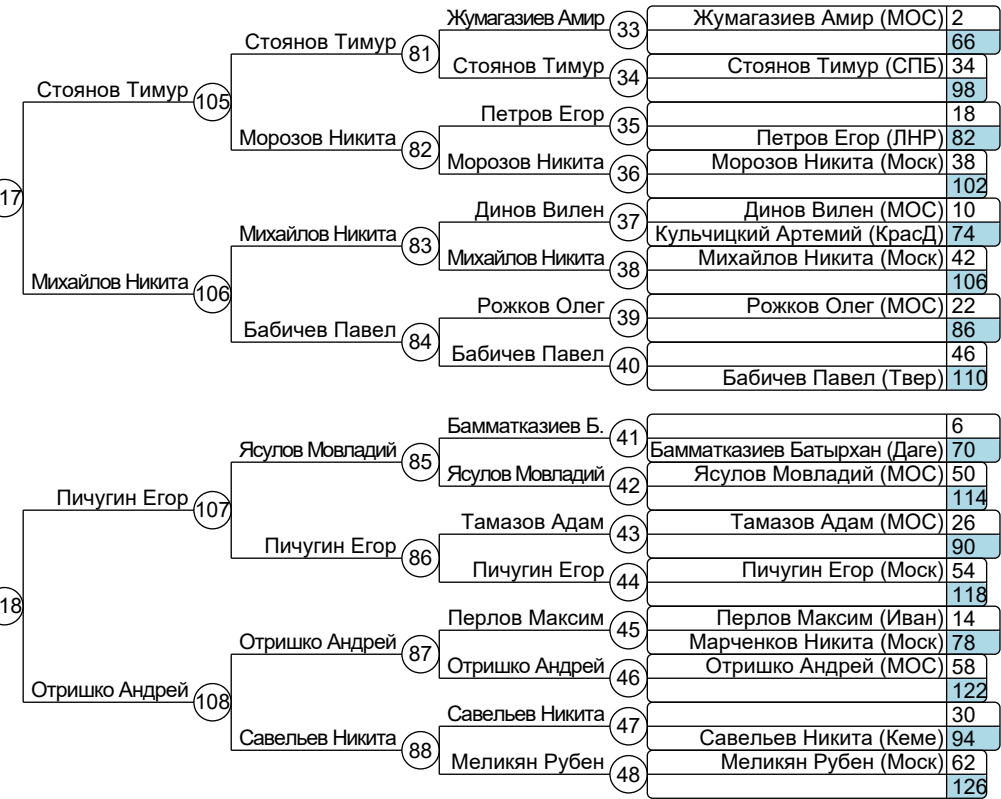 Жумагазиев Амир 33 Жумагазиев Амир (МОС) 2
Стоянов Тимур 81 66
Стоянов Тимур 34 Стоянов Тимур (СПБ) 34
Стоянов Тимур 105 98
Петров Егор 35 18
Морозов Никита 82 Петров Егор (ЛНР) 82
Морозов Никита 36 Морозов Никита (Моск) 38
17 102
Динов Вилен 37 Динов Вилен (МОС) 10
Михайлов Никита 83 Кульчицкий Артемий (КрасД) 74
Михайлов Никита 38 Михайлов Никита (Моск) 42
Михайлов Никита 106 106
Рожков Олег 39 Рожков Олег (МОС) 22
Бабичев Павел 84 86
Бабичев Павел 40 46
Бабичев Павел (Твер) 110
Бамматказиев Б. 41 6
Ясулов Мовладий 85 Бамматказиев Батырхан (Даге) 70
Ясулов Мовладий 42 Ясулов Мовладий (МОС) 50
Пичугин Егор 107 114
Тамазов Адам 43 Тамазов Адам (МОС) 26
Пичугин Егор 86 90
Пичугин Егор 44 Пичугин Егор (Моск) 54
18 118
Перлов Максим 45 Перлов Максим (Иван) 14
Отришко Андрей 87 Марченков Никита (Моск) 78
Отришко Андрей 46 Отришко Андрей (МОС) 58
Отришко Андрей 108 122
Савельев Никита 47 30
Савельев Никита 88 Савельев Никита (Кеме) 94
Меликян Рубен 48 Меликян Рубен (Моск) 62
126